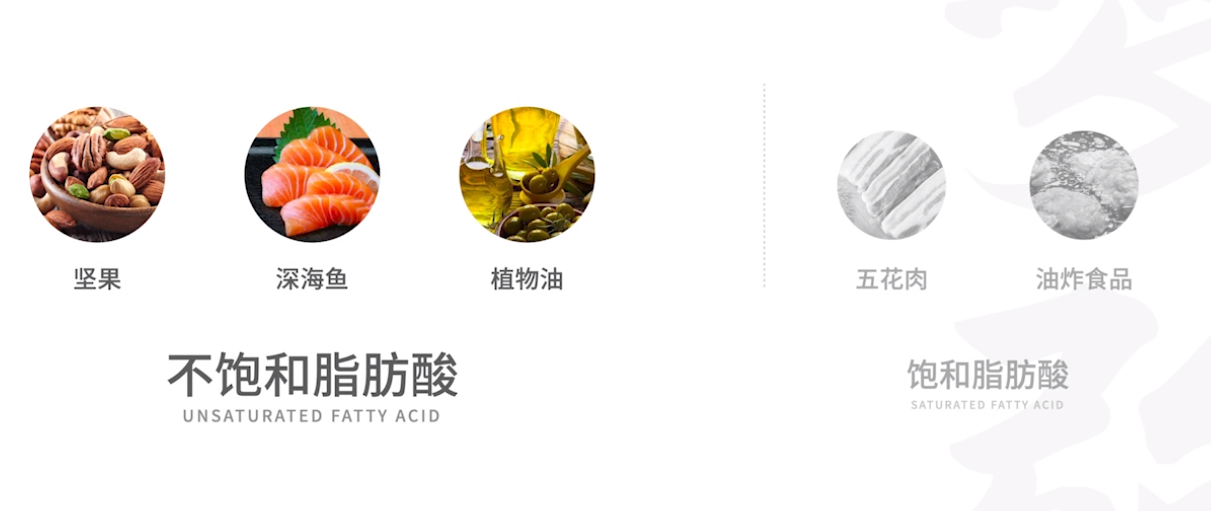 坚果
深海鱼
植物油
不饱和脂肪酸
UNSATURATED FATTY ACID
五花肉
油炸食品
饱和脂肪酸
SATURATED FATTY ACID